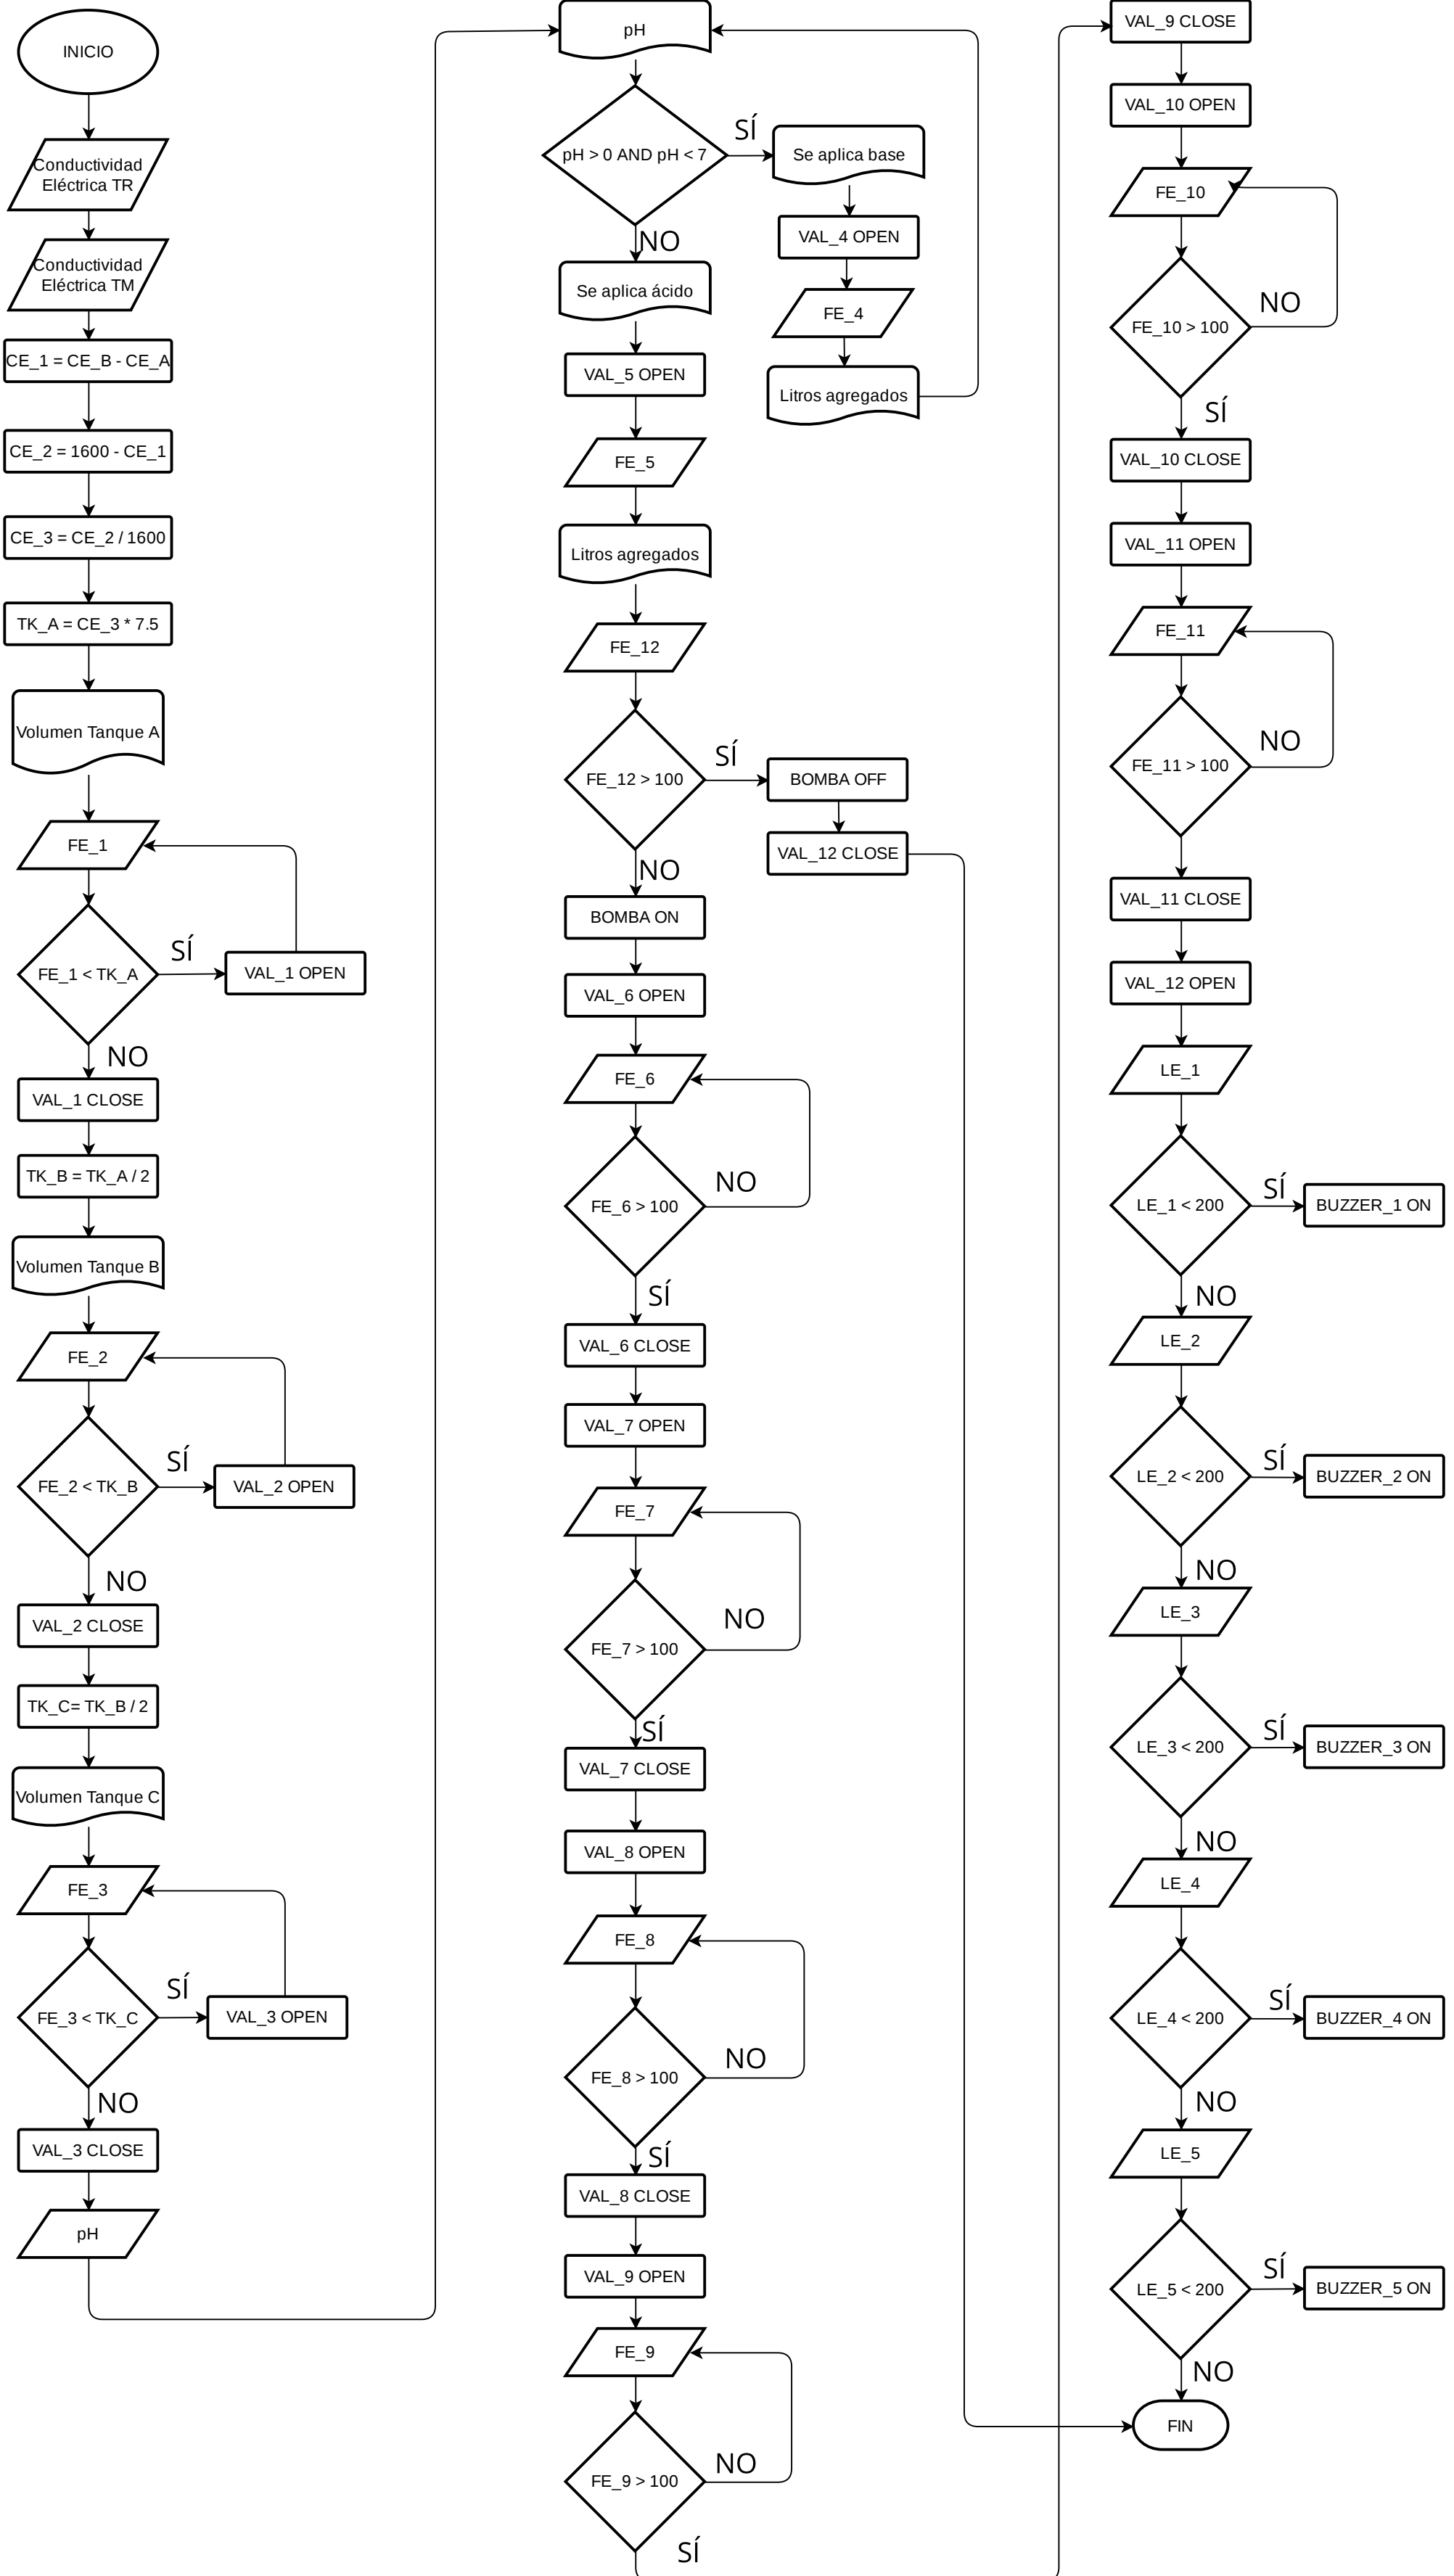 INICIO
Conductividad
Eléctrica TR
Conductividad
Eléctrica TM
CE_1 = CE_B - CE_A
CE_2 = 1600 - CE_1
CE_3 = CE_2 / 1600
TK_A = CE_3 * 7.5
Volumen Tanque A
FE_1
FE_1 < TK_A
SÍ
VAL_1 OPEN
NO
VAL_1 CLOSE
TK_B = TK_A / 2
Volumen Tanque B
FE_2
FE_2 < TK_B
SÍ
VAL_2 OPEN
NO
VAL_2 CLOSE
TK_C= TK_B / 2
Volumen Tanque C
FE_3
FE_3 < TK_C
SÍ
VAL_3 OPEN
NO
VAL_3 CLOSE
pH
pH
pH > 0 AND pH < 7
SÍ
Se aplica base
VAL_4 OPEN
FE_4
Litros agregados
NO
Se aplica ácido
VAL_5 OPEN
FE_5
Litros agregados
FE_12
FE_12 > 100
SÍ
BOMBA OFF
VAL_12 CLOSE
NO
BOMBA ON
VAL_6 OPEN
FE_6
FE_6 > 100
NO
SÍ
VAL_6 CLOSE
VAL_7 OPEN
FE_7
FE_7 > 100
NO
SÍ
VAL_7 CLOSE
VAL_8 OPEN
FE_8
FE_8 > 100
NO
SÍ
VAL_8 CLOSE
VAL_9 OPEN
FE_9
FE_9 > 100
NO
SÍ
VAL_9 CLOSE
VAL_10 OPEN
FE_10
FE_10 > 100
NO
SÍ
VAL_10 CLOSE
VAL_11 OPEN
FE_11
FE_11 > 100
NO
VAL_11 CLOSE
VAL_12 OPEN
LE_1
LE_1 < 200
SÍ
BUZZER_1 ON
NO
LE_2
LE_2 < 200
SÍ
BUZZER_2 ON
NO
LE_3
LE_3 < 200
SÍ
BUZZER_3 ON
NO
LE_4
LE_4 < 200
SÍ
BUZZER_4 ON
NO
LE_5
LE_5 < 200
SÍ
BUZZER_5 ON
NO
FIN